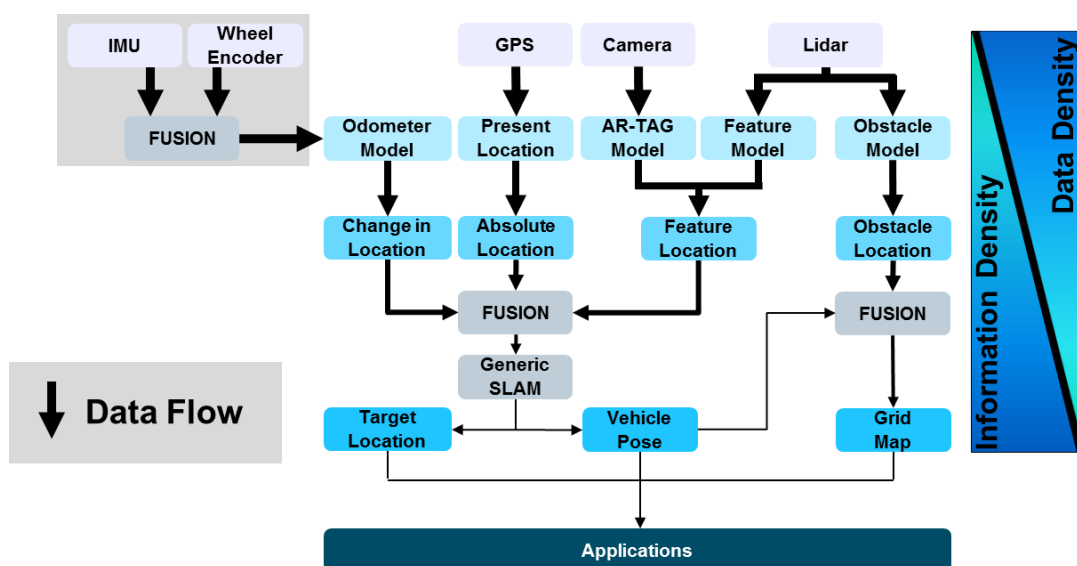 IMU
Wheel
Encoder
GPS
Camera
Lidar
FUSION
Odometer
Model
Present
Location
AR-TAG
Model
Feature
Model
Obstacle
Model
Change in
Location
Absolute
Location
Feature
Location
Obstacle
Location
FUSION
FUSION
Generic
SLAM
Target
Location
Vehicle
Pose
Grid
Map
Applications
Data Flow
Information Density
Data Density